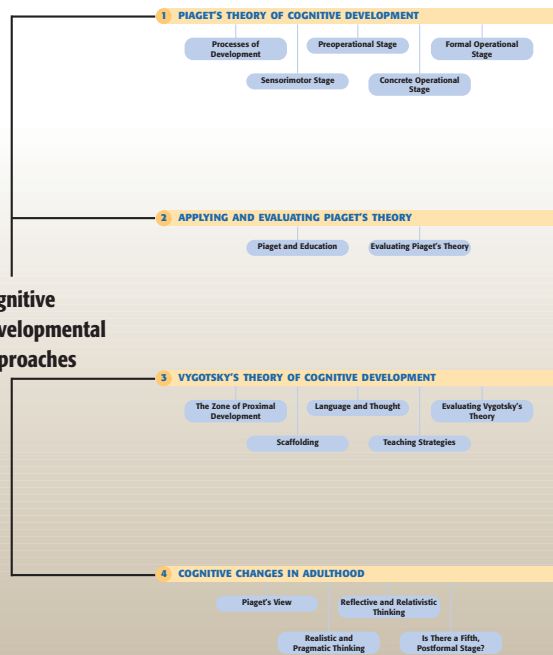 1 PIAGET'S THEORY OF COGNITIVE DEVELOPMENT
Processes of
Development
Preoperational Stage
Formal Operational
Stage
Sensorimotor Stage
Concrete Operational
Stage
2 APPLYING AND EVALUATING PIAGET'S THEORY
Piaget and Education
Evaluating Piaget's Theory
gnitive
velopmental
proaches
3 VYGOTSKY'S THEORY OF COGNITIVE DEVELOPMENT
The Zone of Proximal
Development
Language and Thought
Evaluating Vygotsky's
Theory
Scaffolding
Teaching Strategies
4 COGNITIVE CHANGES IN ADULTHOOD
Piaget's View
Reflective and Relativistic
Thinking
Realistic and
Pragmatic Thinking
Is There a Fifth,
Postformal Stage?